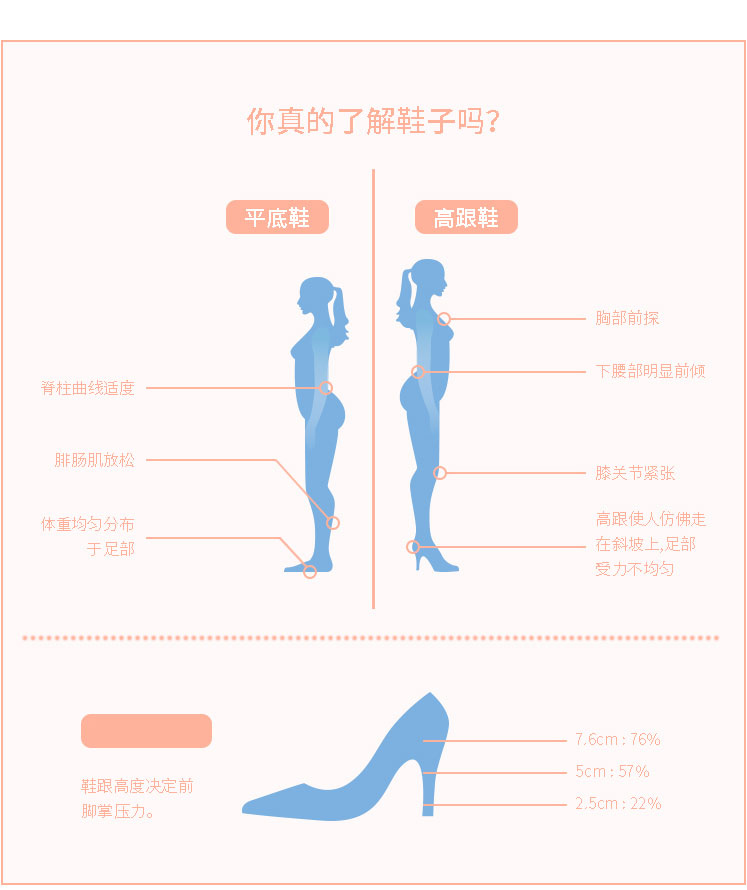 你真的了解鞋子吗?
平底鞋
高跟鞋
脊柱曲线适度
腓肠肌放松
体重均匀分布
于足部
胸部前探
下腰部明显前倾
膝关节紧张
高跟使人仿佛走
在斜坡上,足部
受力不均匀
鞋跟高度决定前
脚掌压力。
7.6cm : 76%
5cm : 57%
2.5cm : 22%